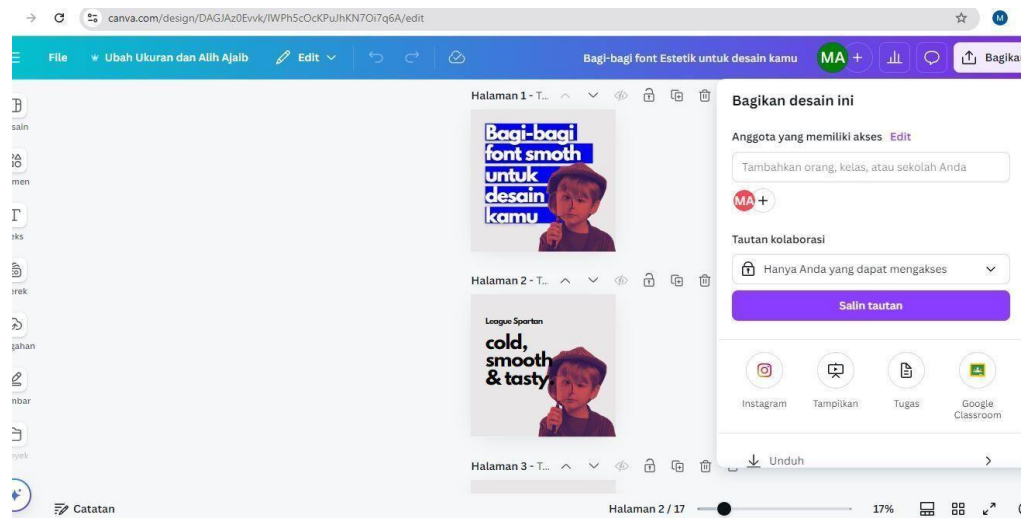 canva.com/design/DAGJAz0Evvk/IWPh5cOcKPuJhKN7Oi7q6A/edit
M
File Ubah Ukuran dan Alih Ajaib Edit Bagi-bagi font Estetik untuk desain kamu MA + Bagikan
Halaman 1 - T...
Bagi-bagi
font smoth
untuk
desain
kamu
Halaman 2 - T...
League Spartan
cold,
smooth
& tasty.
Halaman 3 - T...
Bagikan desain ini
Anggota yang memiliki akses Edit
Tambahkan orang, kelas, atau sekolah Anda
MA +
Tautan kolaborasi
Hanya Anda yang dapat mengakses
Salin tautan
Instagram Tampilkan Tugas Google
Classroom
Unduh
Catatan
Halaman 2 / 17 17%